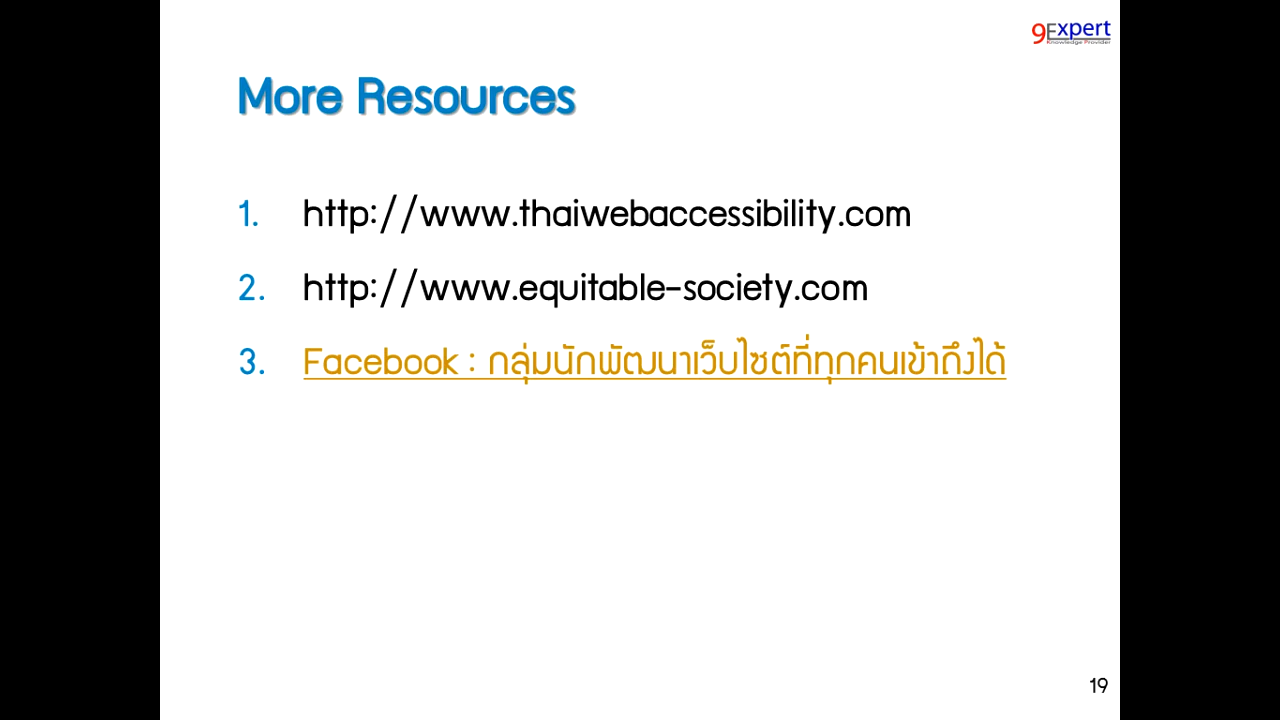 9Expert
Knowledge Provider
More Resources
1. http://www.thaiwebaccessibility.com
2. http://www.equitable-society.com
3. Facebook : กลุ่มนักพัฒนาเว็บไซต์ที่ทุกคนเข้าถึงได้
19